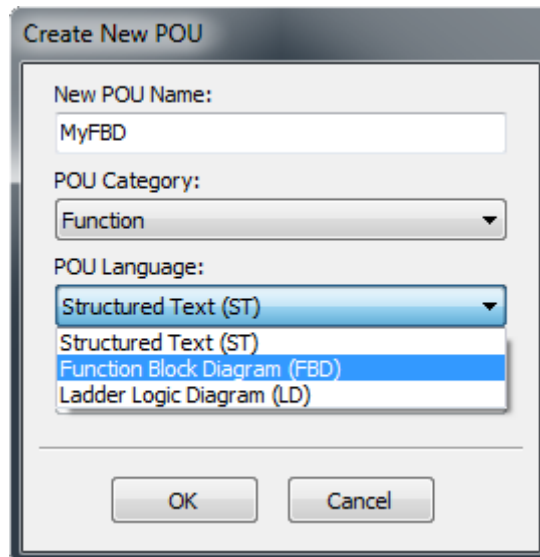 Create New POU
New POU Name:
MyFBD
POU Category:
Function
POU Language:
Structured Text (ST)
Structured Text (ST)
Function Block Diagram (FBD)
Ladder Logic Diagram (LD)
OK
Cancel